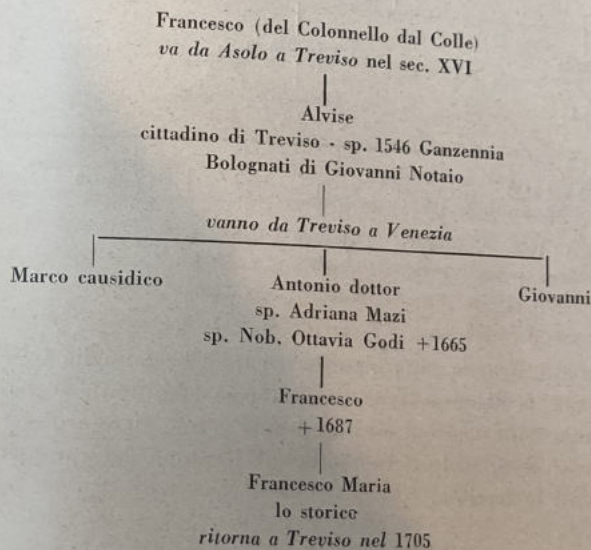 Francesco (del Colonnello dal Colle)
va da Asolo a Treviso nel sec. XVI
Alvise
cittadino di Treviso - sp. 1546 Ganzennia
Bolognati di Giovanni Notaio
vanno da Treviso a Venezia
Marco causidico
Antonio dottor
sp. Adriana Mazi
sp. Nob. Ottavia Godi +1665
Giovanni
Francesco
+ 1687
Francesco Maria
lo storico
ritorna a Treviso nel 1705